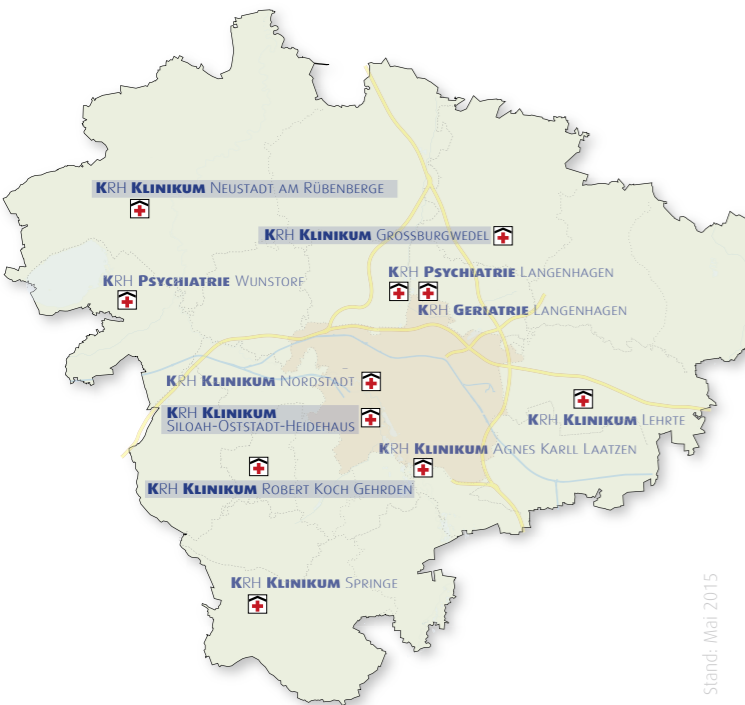 KRH KLINIKUM NEUSTADT AM RÜBENBERGE
KRH KLINIKUM GROSSBURGWEDEL
KRH PSYCHIATRIE LANGENHAGEN
KRH PSYCHIATRIE WUNSTORF
KRH GERIATRIE LANGENHAGEN
KRH KLINIKUM NORDSTADT
KRH KLINIKUM
SILOAH-OSTSTADT-HEIDEHAUS
KRH KLINIKUM LEHRTE
KRH KLINIKUM AGNES KARLL LAATZEN
KRH KLINIKUM ROBERT KOCH GEHRDEN
KRH KLINIKUM SPRINGE
Stand: Mai 2015